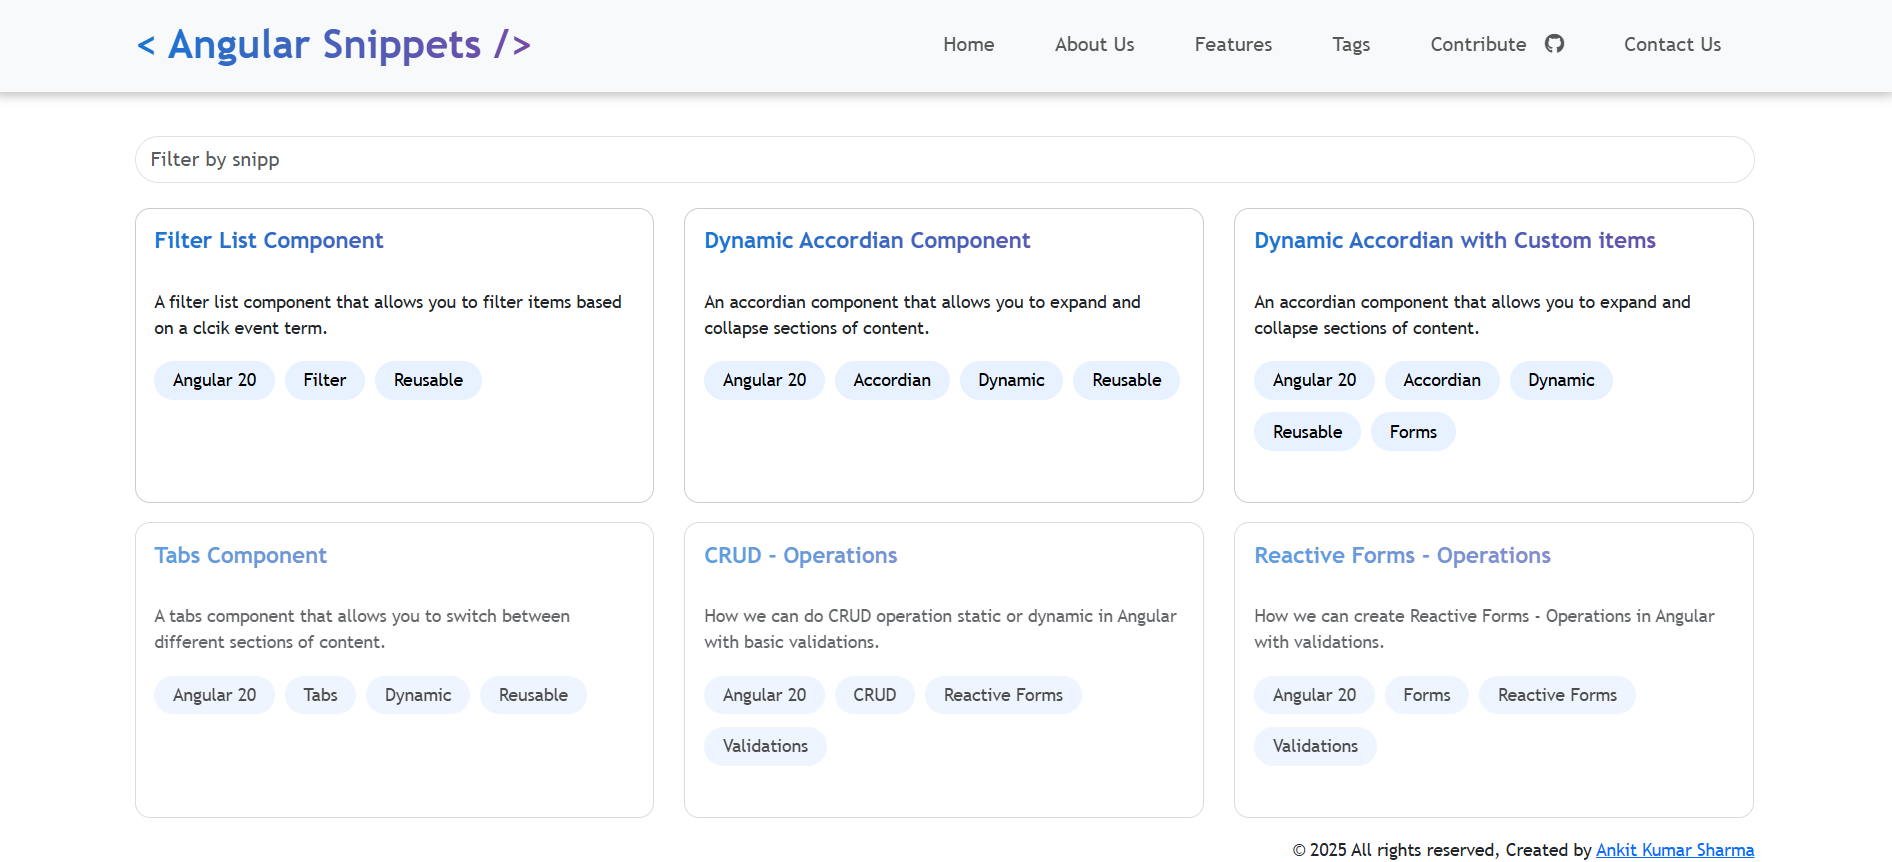 < Angular Snippets />
Home About Us Features Tags Contribute Contact Us
Filter by snipp
Filter List Component
A filter list component that allows you to filter items based
on a clcik event term.
Angular 20 Filter Reusable
Dynamic Accordian Component
An accordian component that allows you to expand and
collapse sections of content.
Angular 20 Accordian Dynamic Reusable
Dynamic Accordian with Custom items
An accordian component that allows you to expand and
collapse sections of content.
Angular 20 Accordian Dynamic
Reusable Forms
Tabs Component
A tabs component that allows you to switch between
different sections of content.
Angular 20 Tabs Dynamic Reusable
CRUD - Operations
How we can do CRUD operation static or dynamic in Angular
with basic validations.
Angular 20 CRUD Reactive Forms
Validations
Reactive Forms - Operations
How we can create Reactive Forms - Operations in Angular
with validations.
Angular 20 Forms Reactive Forms
Validations
© 2025 All rights reserved, Created by Ankit Kumar Sharma